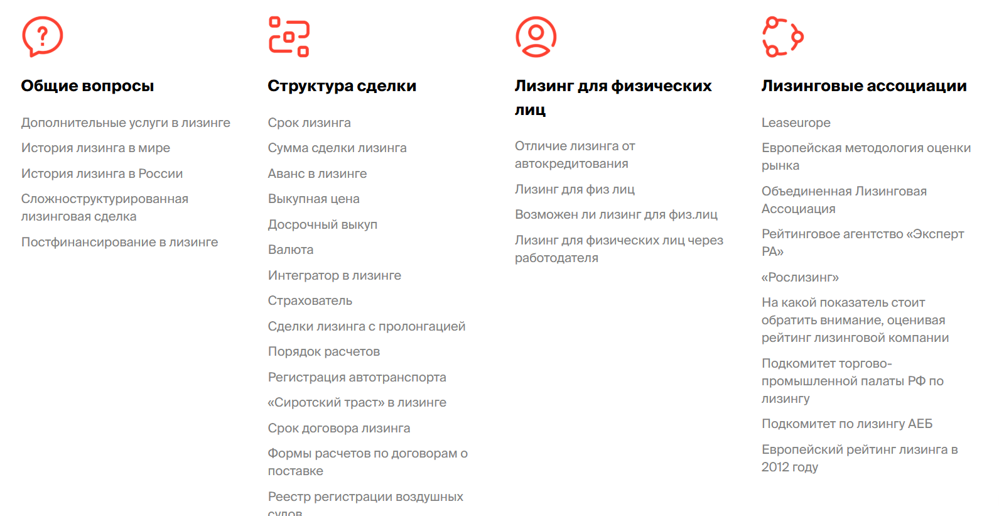 Общие вопросы
Дополнительные услуги в лизинге
История лизинга в мире
История лизинга в России
Сложноструктурированная
лизинговая сделка
Постфинансирование в лизинге
Структура сделки
Срок лизинга
Сумма сделки лизинга
Аванс в лизинге
Выкупная цена
Досрочный выкуп
Валюта
Интегратор в лизинге
Страхователь
Сделки лизинга с пролонгацией
Порядок расчетов
Регистрация автотранспорта
«Сиротский траст» в лизинге
Срок договора лизинга
Формы расчетов по договорам о
поставке
Реестр регистрации воздушных
судов
Лизинг для физических
лиц
Отличие лизинга от
автокредитования
Лизинг для физ лиц
Возможен ли лизинг для физ.лиц
Лизинг для физических лиц через
работодателя
Лизинговые ассоциации
Leaseurope
Европейская методология оценки
рынка
Объединенная Лизинговая
Ассоциация
Рейтинговое агентство «Эксперт
РА»
«Рослизинг»
На какой показатель стоит
обратить внимание, оценивая
рейтинг лизинговой компании
Подкомитет торгово-
промышленной палаты РФ по
лизингу
Подкомитет по лизингу АЕБ
Европейский рейтинг лизинга в
2012 году